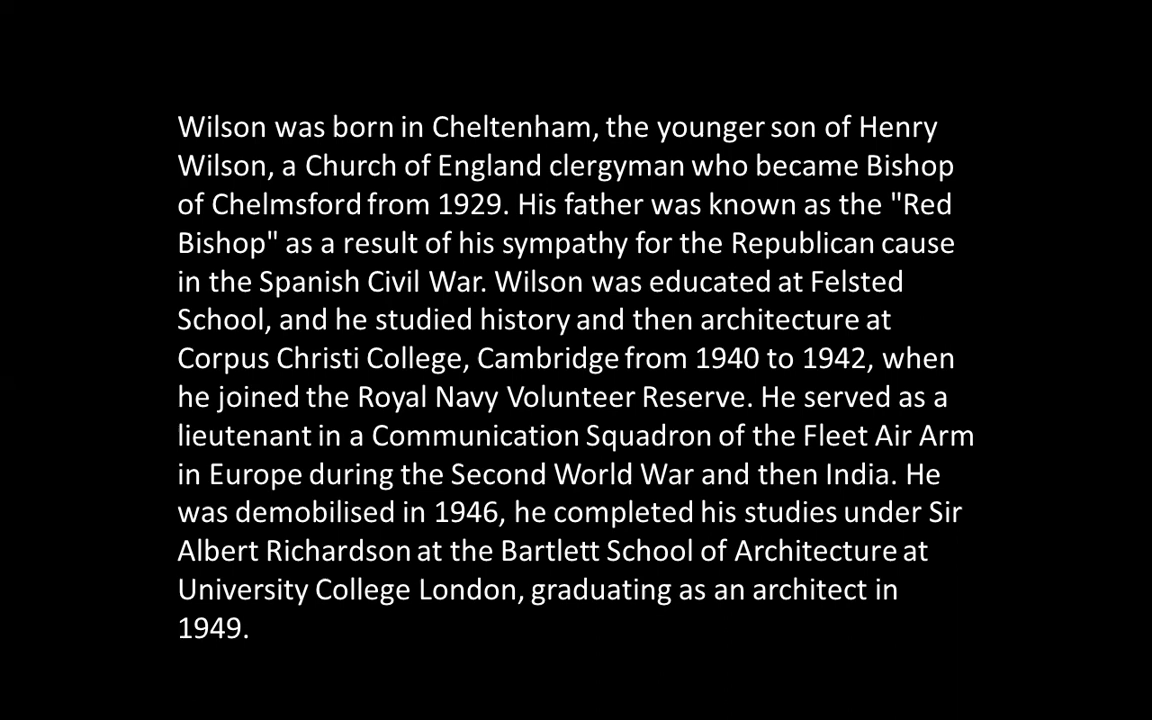 Wilson was born in Cheltenham, the younger son of Henry
Wilson, a Church of England clergyman who became Bishop
of Chelmsford from 1929. His father was known as the "Red
Bishop" as a result of his sympathy for the Republican cause
in the Spanish Civil War. Wilson was educated at Felsted
School, and he studied history and then architecture at
Corpus Christi College, Cambridge from 1940 to 1942, when
he joined the Royal Navy Volunteer Reserve. He served as a
lieutenant in a Communication Squadron of the Fleet Air Arm
in Europe during the Second World War and then India. He
was demobilised in 1946, he completed his studies under Sir
Albert Richardson at the Bartlett School of Architecture at
University College London, graduating as an architect in
1949.